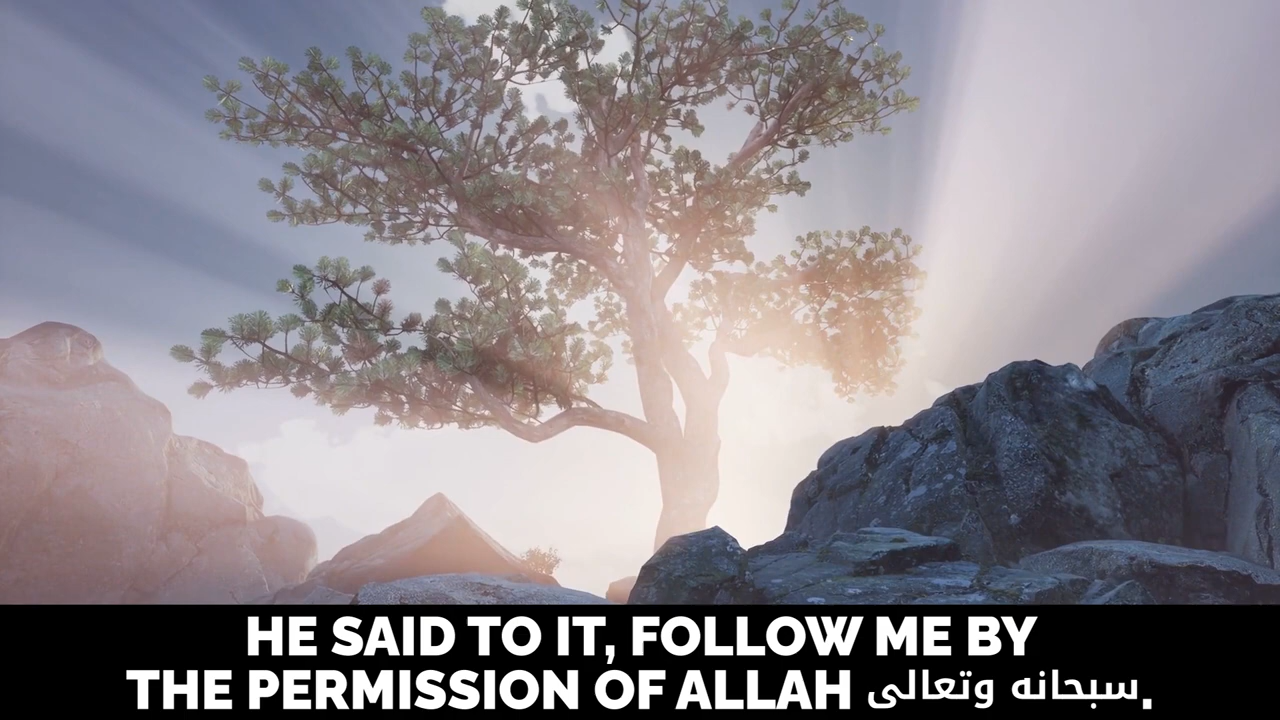 HE SAID TO IT, FOLLOW ME BY
THE PERMISSION OF ALLAH سبحانه وتعالى.